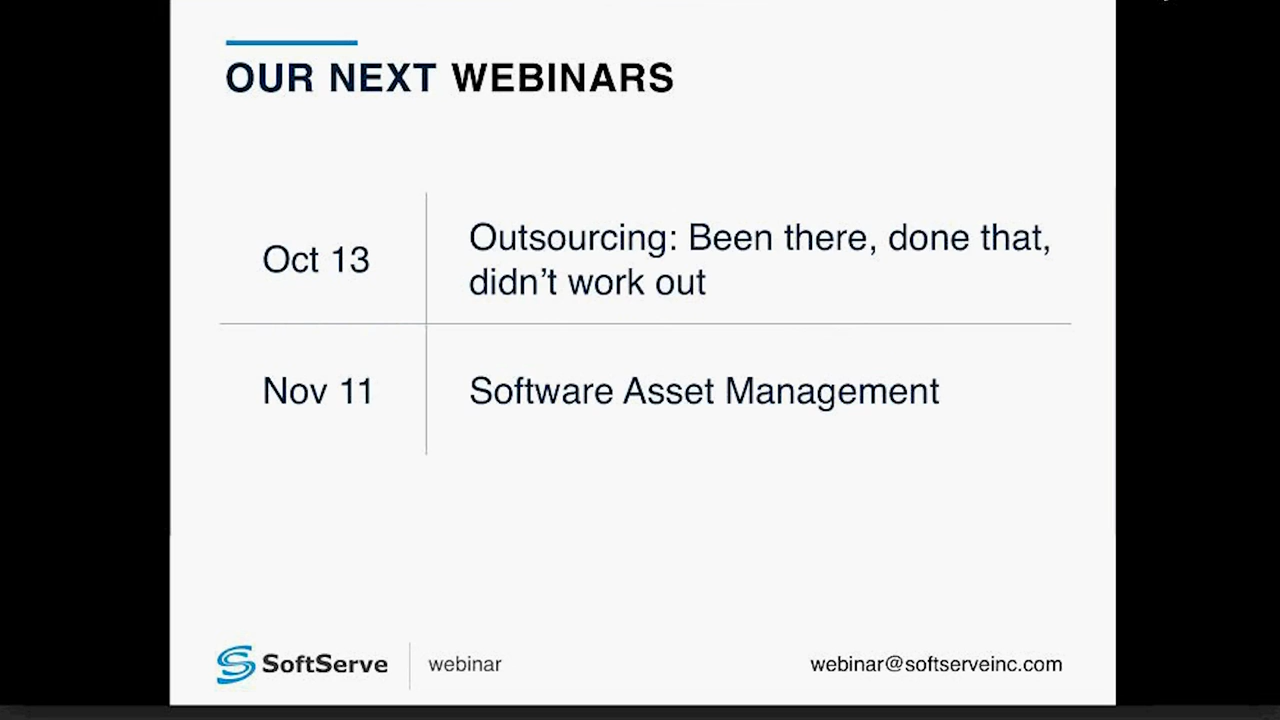 OUR NEXT WEBINARS
Oct 13
Outsourcing: Been there, done that,
didn’t work out
Nov 11
Software Asset Management
SoftServe
webinar
webinar@softserveinc.com